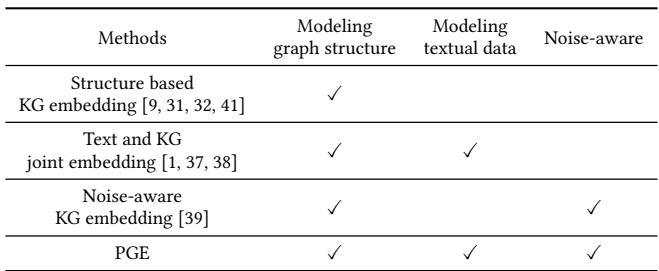 Methods
Modeling
graph structure
Modeling
textual data
Noise-aware
Structure based
KG embedding [9, 31, 32, 41]
✓
Text and KG
joint embedding [1, 37, 38]
✓ ✓
Noise-aware
KG embedding [39]
✓ ✓
PGE ✓ ✓ ✓